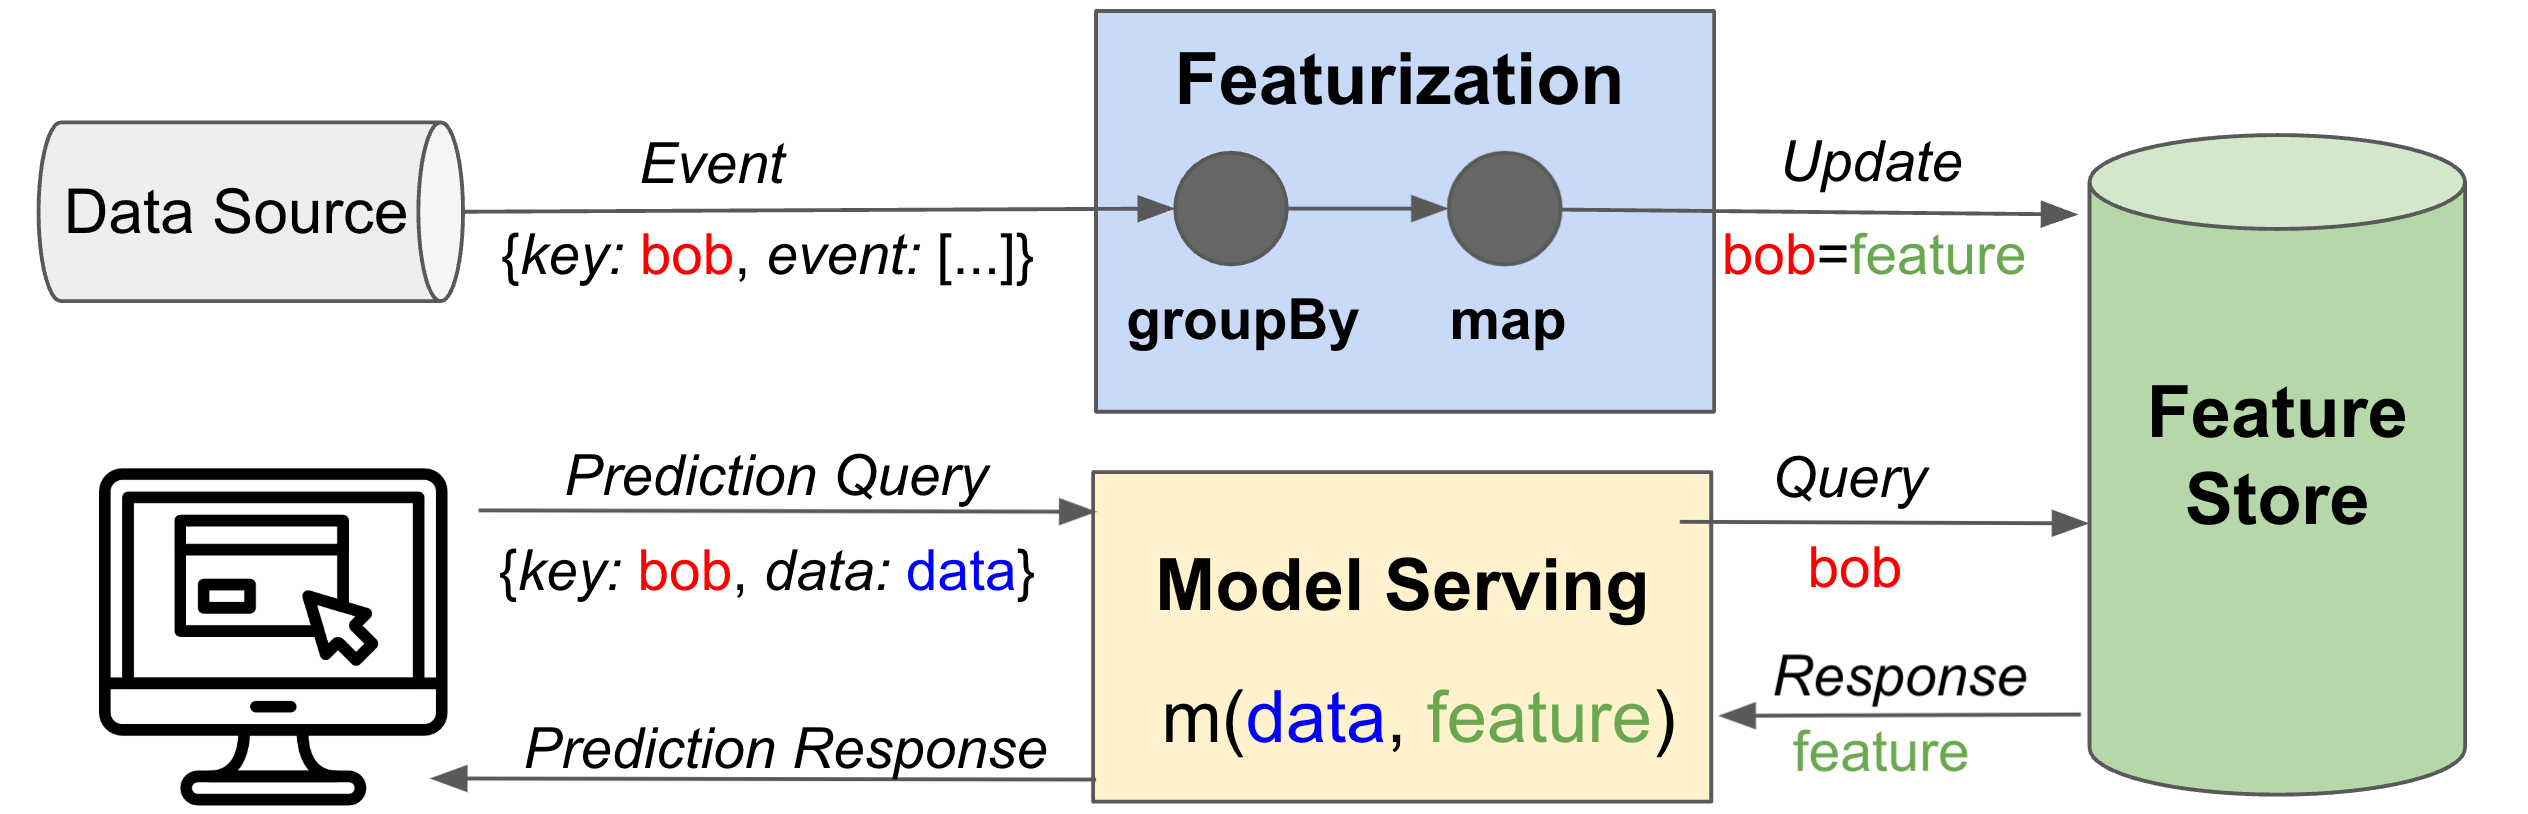 Featurization
Data Source
Event
{key: bob, event: [...]}
groupBy
map
Update
bob=feature
Feature
Store
Prediction Query
{key: bob, data: data}
Model Serving
m(data, feature)
Query
bob
Response
feature
Prediction Response